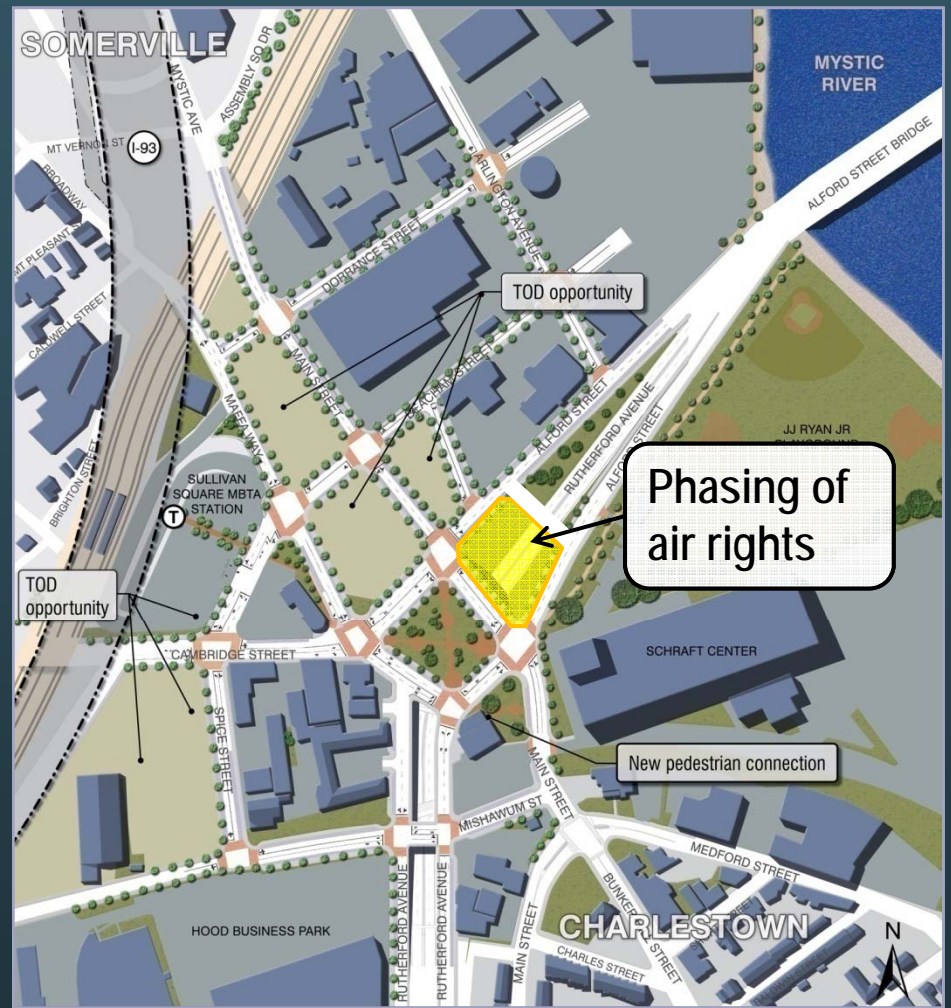 SOMERVILLE
MYSTIC AVE
ASSEMBLY SQ DR
MYSTIC
RIVER
MT VERNON ST
I-93
BROADWAY
ARLINGTON AVENUE
ALFORD STREET BRIDGE
MT PLEASANT
DORRANCE STREET
CALDWELL STREET
TOD opportunity
MAIN STREET
BEACHAM STREET
MAFFA WAY
ALFORD STREET
RUTHERFORD AVENUE
ALFORD STREET
JJ RYAN JR
PLAYGROUND
BRIGHTON STREET
SULLIVAN
SQUARE MBTA
STATION
T
Phasing of
air rights
TOD
opportunity
CAMBRIDGE STREET
SCHRAFT CENTER
SPICE STREET
New pedestrian connection
MAIN STREET
MISHAWUM ST
MEDFORD STREET
RUTHERFORD AVENUE
RUTHERFORD AVENUE
BUNKER HILL STREET
HOOD BUSINESS PARK
MAIN STREET
CHARLESTOWN
CHARLES STREET
N